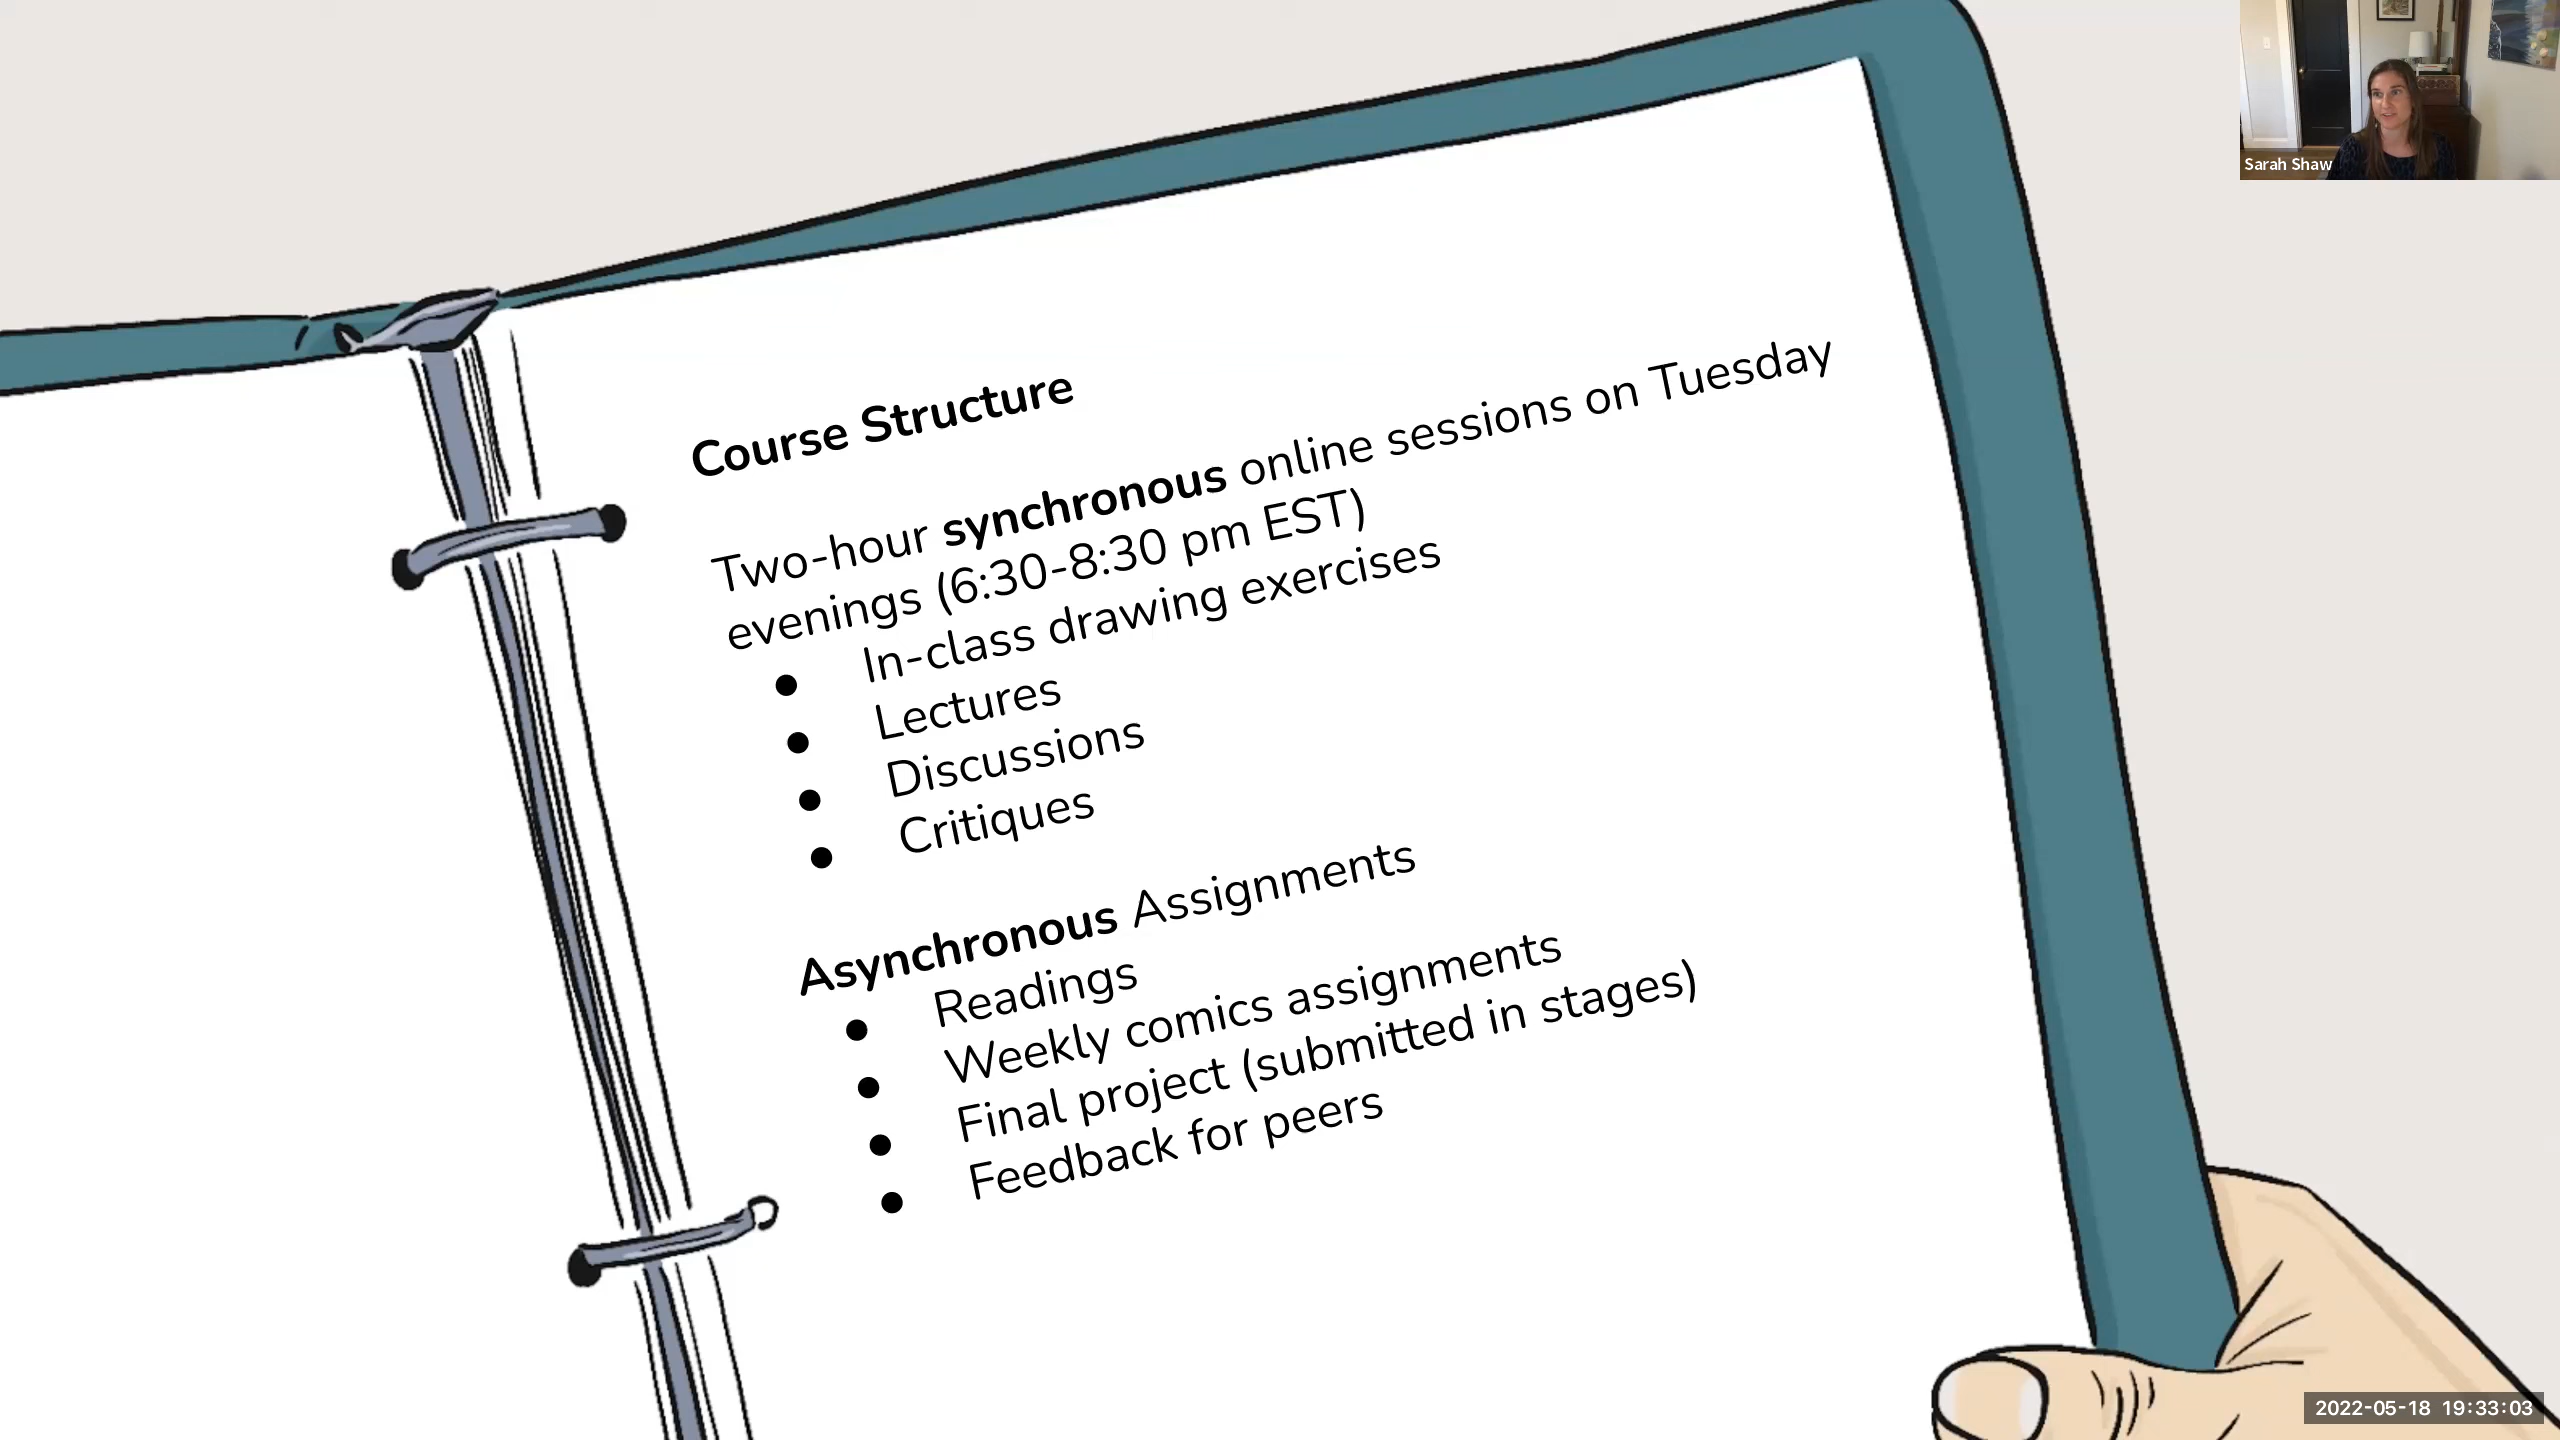 Sarah Shaw
Course Structure
Two-hour synchronous online sessions on Tuesday
evenings (6:30-8:30 pm EST)
● In-class drawing exercises
● Lectures
● Discussions
● Critiques
Asynchronous Assignments
● Readings
● Weekly comics assignments
● Final project (submitted in stages)
● Feedback for peers
2022-05-18 19:33:03